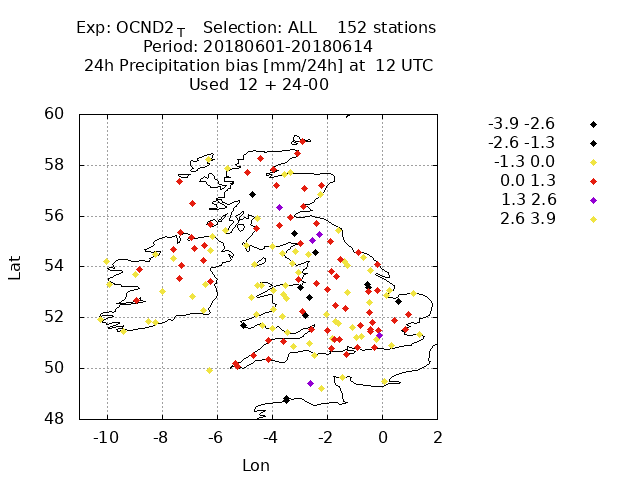 Exp: OCND2T Selection: ALL 152 stations
Period: 20180601-20180614
24h Precipitation bias [mm/24h] at 12 UTC
Used 12 + 24-00
60
58
56
54
52
50
48
Lat
-10 -8 -6 -4 -2 0 2
Lon
-3.9 -2.6
-2.6 -1.3
-1.3 0.0
0.0 1.3
1.3 2.6
2.6 3.9